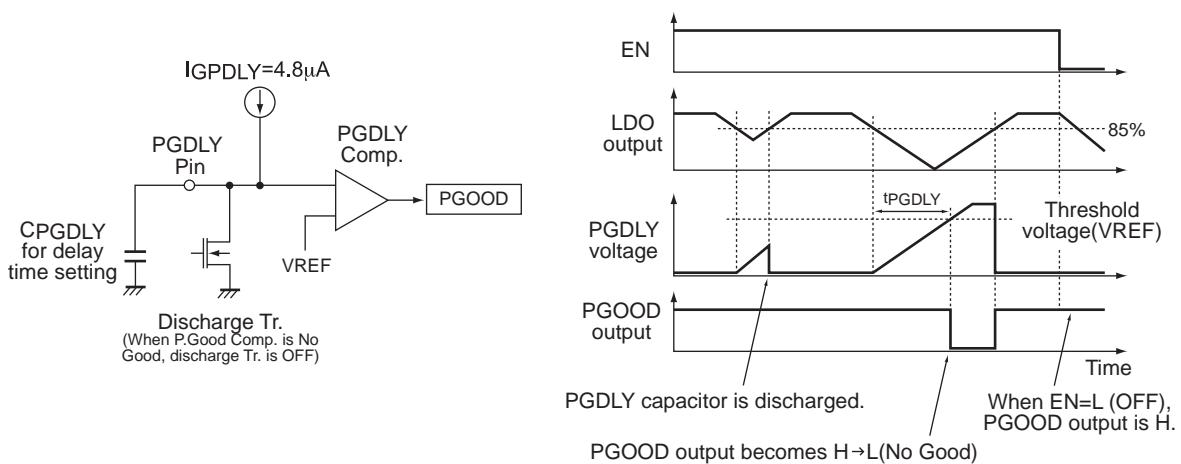 IGPDLY=4.8μA
PGDLY
Pin
PGDLY
Comp.
PGOOD
CPGDLY
for delay
time setting
VREF
Discharge Tr.
(When P.Good Comp. is No
Good, discharge Tr. is OFF)
EN
LDO
output
85%
tPGDLY
PGDLY
voltage
Threshold
voltage(VREF)
PGOOD
output
Time
PGDLY capacitor is discharged.
When EN=L (OFF),
PGOOD output is H.
PGOOD output becomes H→L(No Good)